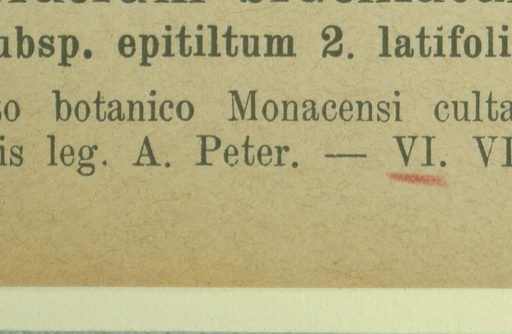 ubsp. epitiltum 2. latifoli
o botanico Monacensi culta
is leg. A. Peter. — VI. VI